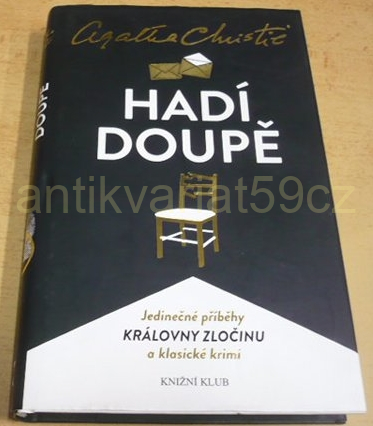 Agatha Christie
HADÍ
DOUPĚ
DOUPĚ
antikvariat59cz
Jedinečné příběhy
KRÁLOVNY ZLOČINU
a klasické krimi
KNIŽNÍ KLUB